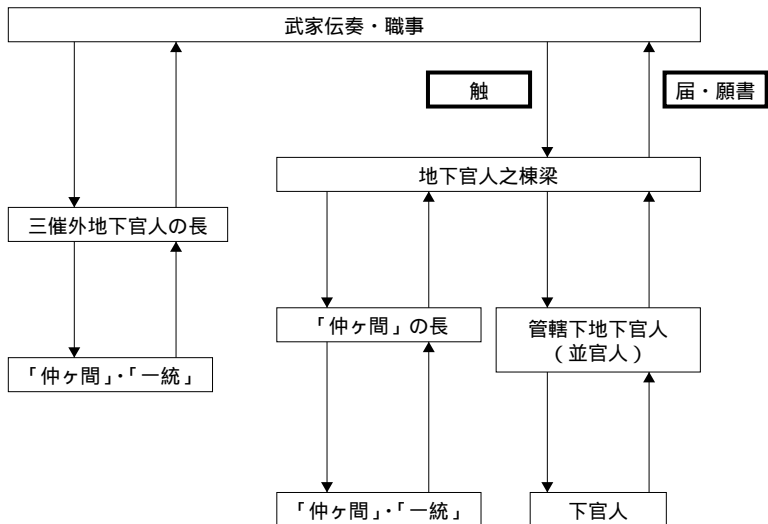 武家伝奏・職事
触
届・願書
地下官人之棟梁
三催外地下官人の長
「仲ヶ間」の長
管轄下地下官人
（並官人）
「仲ヶ間」・「一統」
「仲ヶ間」・「一統」
下官人